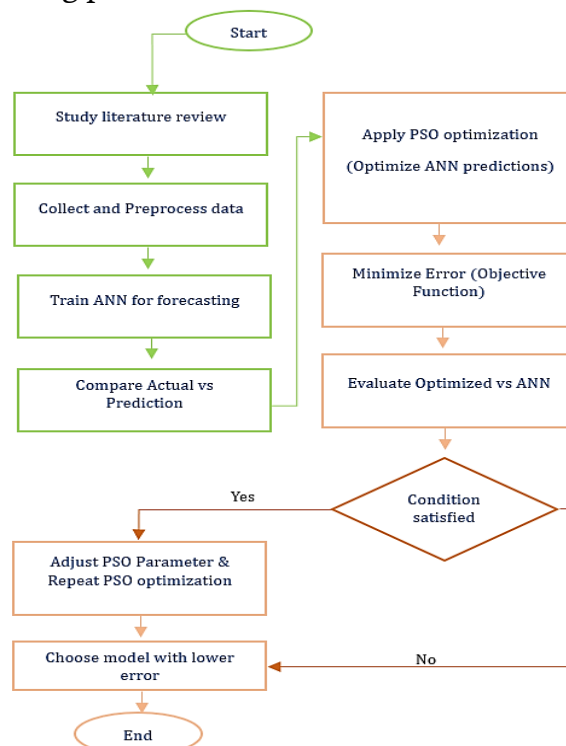 Start
Study literature review
Collect and Preprocess data
Train ANN for forecasting
Compare Actual vs
Prediction
Apply PSO optimization
(Optimize ANN predictions)
Minimize Error (Objective
Function)
Evaluate Optimized vs ANN
Condition
satisfied
Yes
Adjust PSO Parameter &
Repeat PSO optimization
No
Choose model with lower
error
End